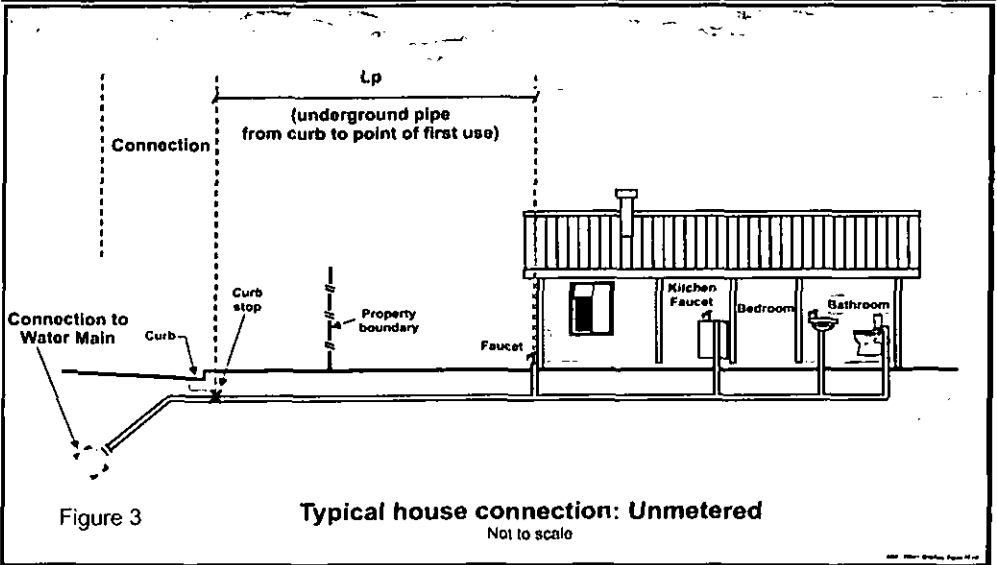 Lp
(underground pipe
from curb to point of first use)
Connection
Curb
stop
Property
boundary
Kitchen
Faucet
Bedroom
Bathroom
Connection to
Water Main
Curb
Faucet
Figure 3
Typical house connection: Unmetered
Not to scale